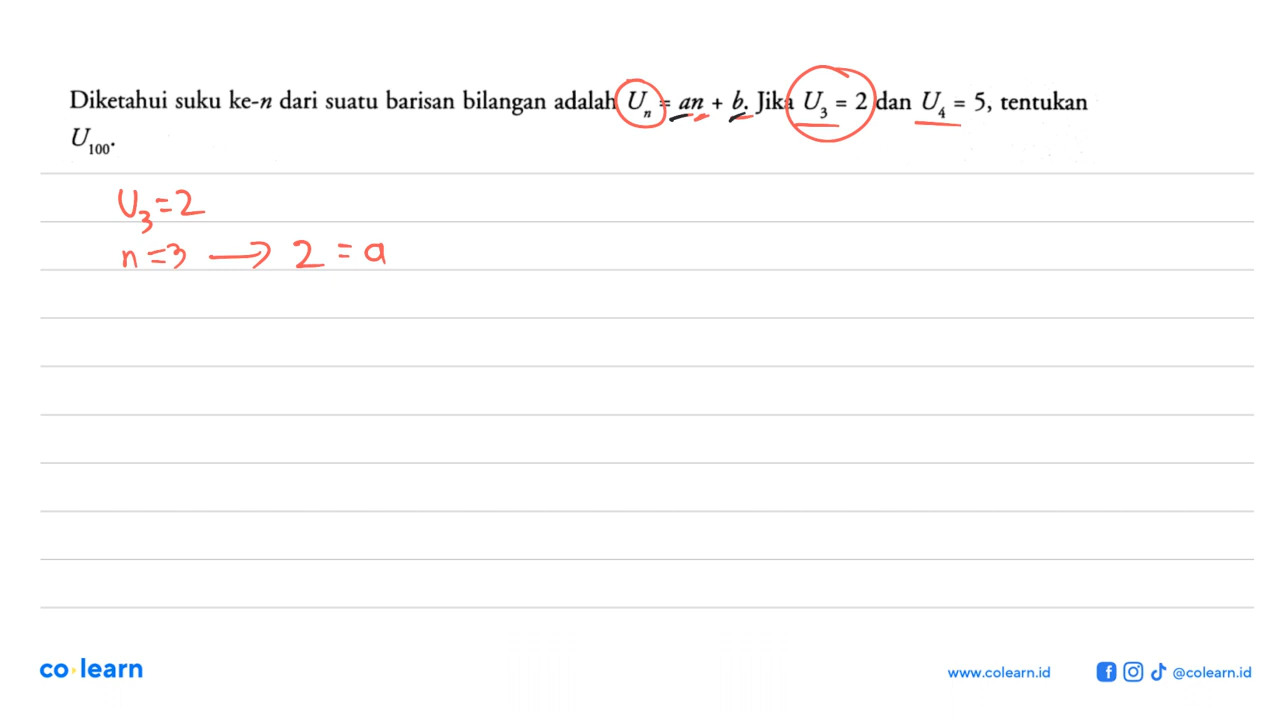 Diketahui suku ke-n dari suatu barisan bilangan adalah Uₙ = an + b. Jika U₃ = 2 dan U₄ = 5, tentukan
U₁₀₀.
U₃ = 2
n = 3 → 2 = a
co learn
www.colearn.id
@colearn.id